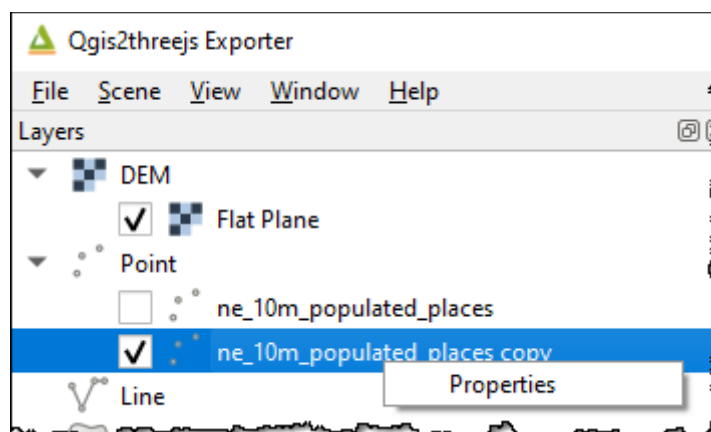 Qgis2threejs Exporter
File Scene View Window Help
Layers
DEM
Flat Plane
Point
ne_10m_populated_places
ne_10m_populated_places copy
Properties
Line